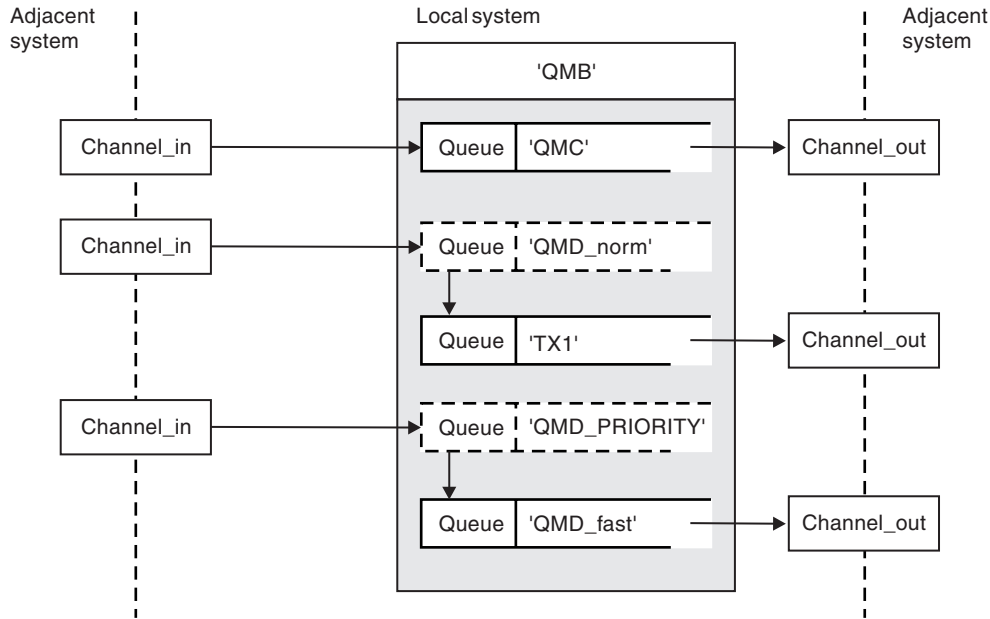 Adjacent
system
Local system
Adjacent
system
'QMB'
Channel_in
Queue
'QMC'
Channel_out
Channel_in
Queue
'QMD_norm'
Queue
'TX1'
Channel_out
Channel_in
Queue
'QMD_PRIORITY'
Queue
'QMD_fast'
Channel_out